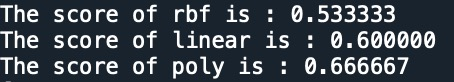 The score of rbf is : 0.533333
The score of linear is : 0.600000
The score of poly is : 0.666667